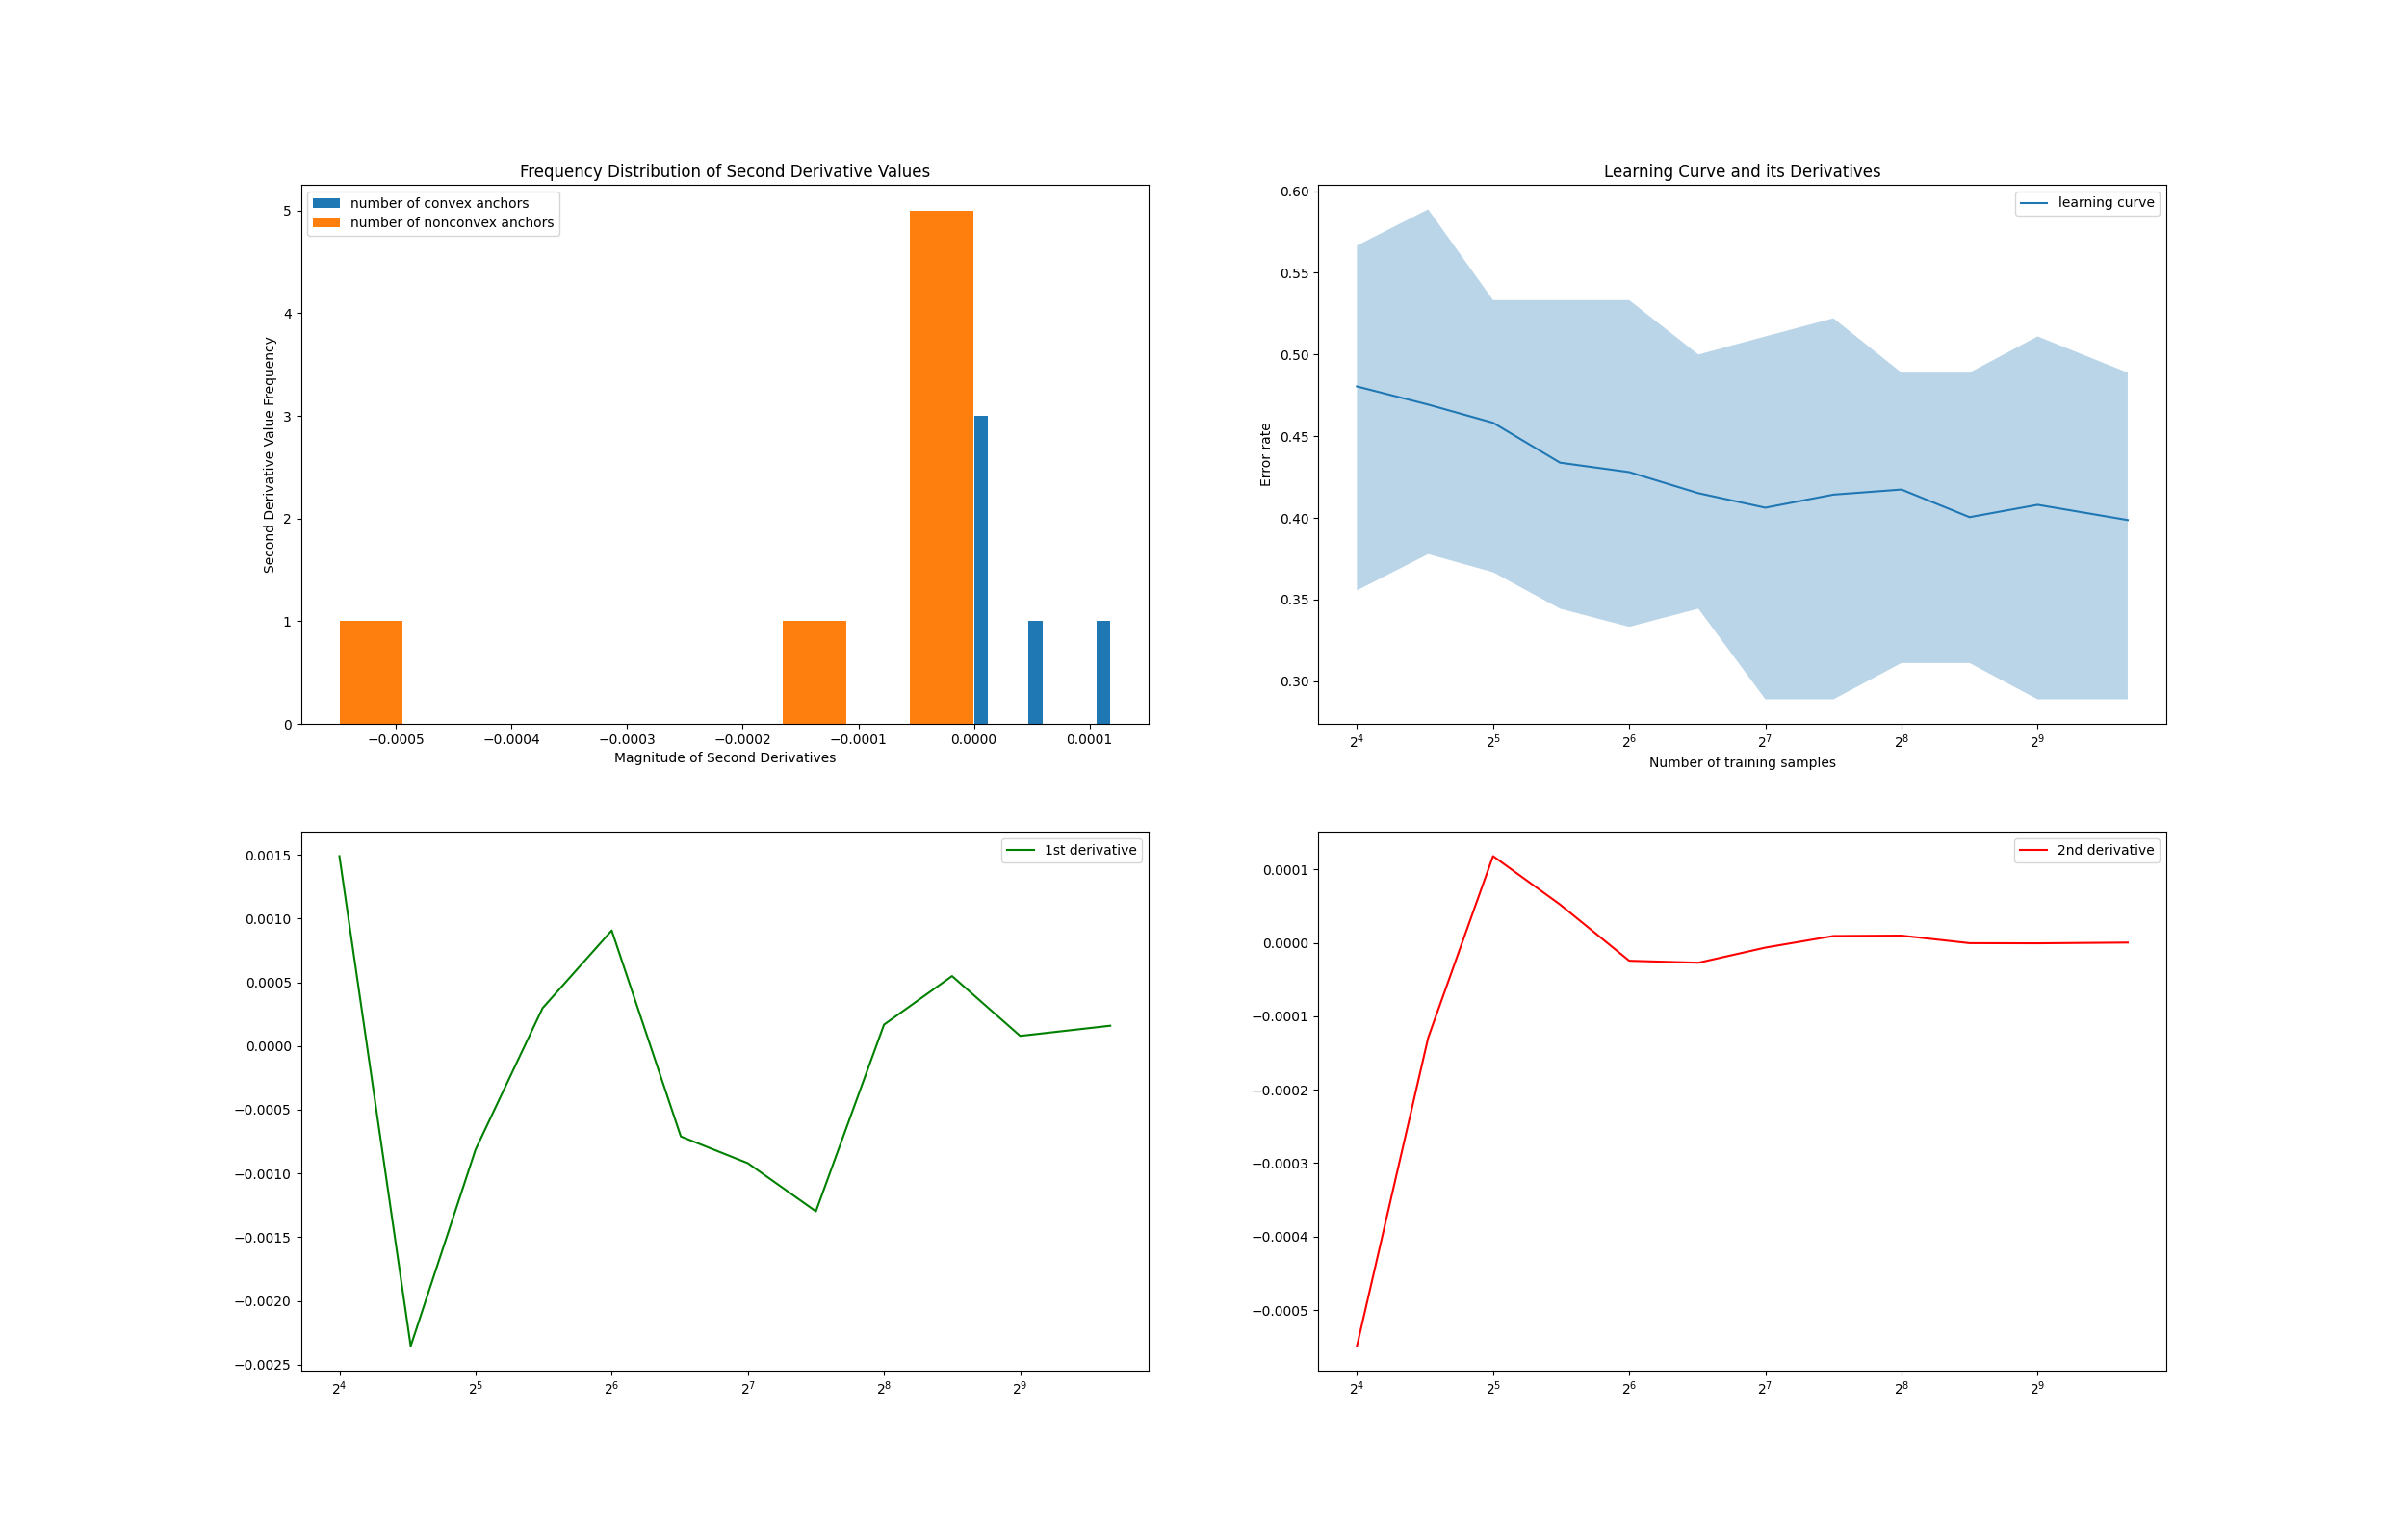 Frequency Distribution of Second Derivative Values
number of convex anchors
number of nonconvex anchors
Second Derivative Value Frequency
5
4
3
2
1
0
−0.0005 −0.0004 −0.0003 −0.0002 −0.0001 0.0000 0.0001
Magnitude of Second Derivatives
Learning Curve and its Derivatives
learning curve
Error rate
0.60
0.55
0.50
0.45
0.40
0.35
0.30
2⁴ 2⁵ 2⁶ 2⁷ 2⁸ 2⁹
Number of training samples
1st derivative
0.0015
0.0010
0.0005
0.0000
−0.0005
−0.0010
−0.0015
−0.0020
−0.0025
2⁴ 2⁵ 2⁶ 2⁷ 2⁸ 2⁹
2nd derivative
0.0001
0.0000
−0.0001
−0.0002
−0.0003
−0.0004
−0.0005
2⁴ 2⁵ 2⁶ 2⁷ 2⁸ 2⁹